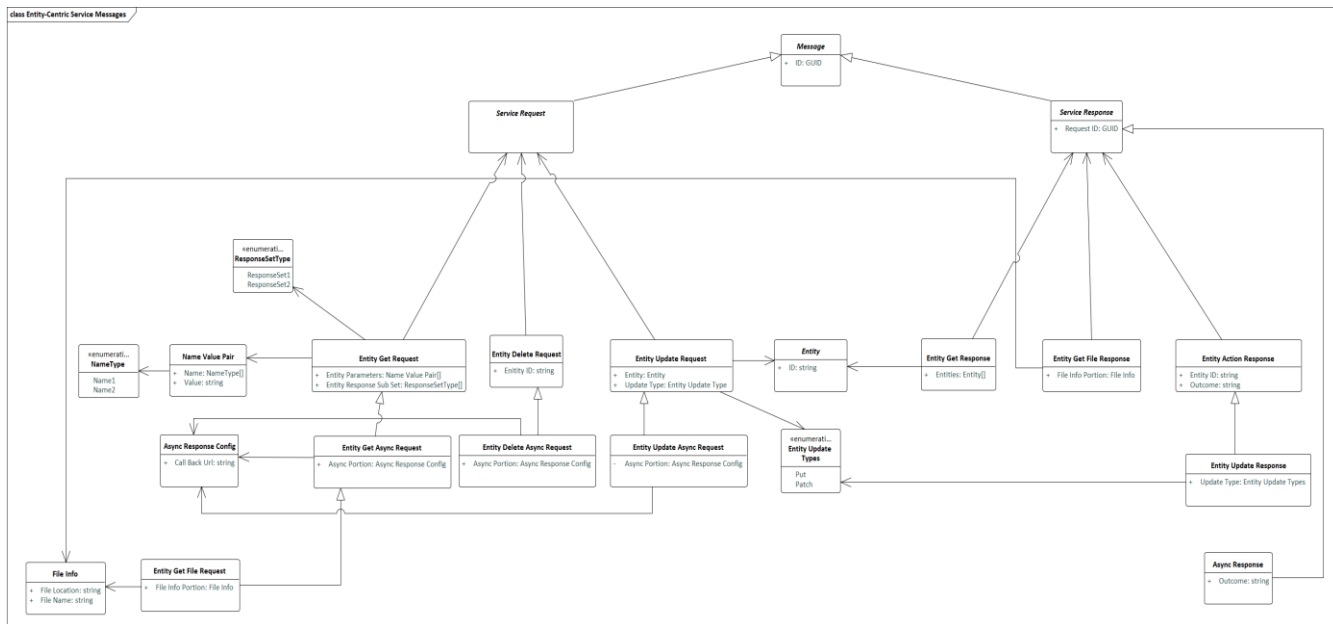 class Entity-Centric Service Messages
Message
+ ID: GUID
Service Request
Service Response
+ Request ID: GUID
«enumerati...
ResponseSetType
ResponseSet1
ResponseSet2
«enumerati...
NameType
Name1
Name2
Name Value Pair
+ Name: NameType[]
+ Value: string
Entity Get Request
+ Entity Parameters: Name Value Pair[]
+ Entity Response Sub Set: ResponseSetType[]
Entity Delete Request
+ Enitity ID: string
Entity Update Request
+ Entity: Entity
+ Update Type: Entity Update Type
Entity
+ ID: string
Entity Get Response
+ Entities: Entity[]
Entity Get File Response
+ File Info Portion: File Info
Entity Action Response
+ Entity ID: string
+ Outcome: string
Async Response Config
+ Call Back Url: string
Entity Get Async Request
+ Async Portion: Async Response Config
Entity Delete Async Request
+ Async Portion: Async Response Config
Entity Update Async Request
- Async Portion: Async Response Config
«enumerati...
Entity Update
Types
Put
Patch
Entity Update Response
+ Update Type: Entity Update Types
File Info
+ File Location: string
+ File Name: string
Entity Get File Request
+ File Info Portion: File Info
Async Response
+ Outcome: string